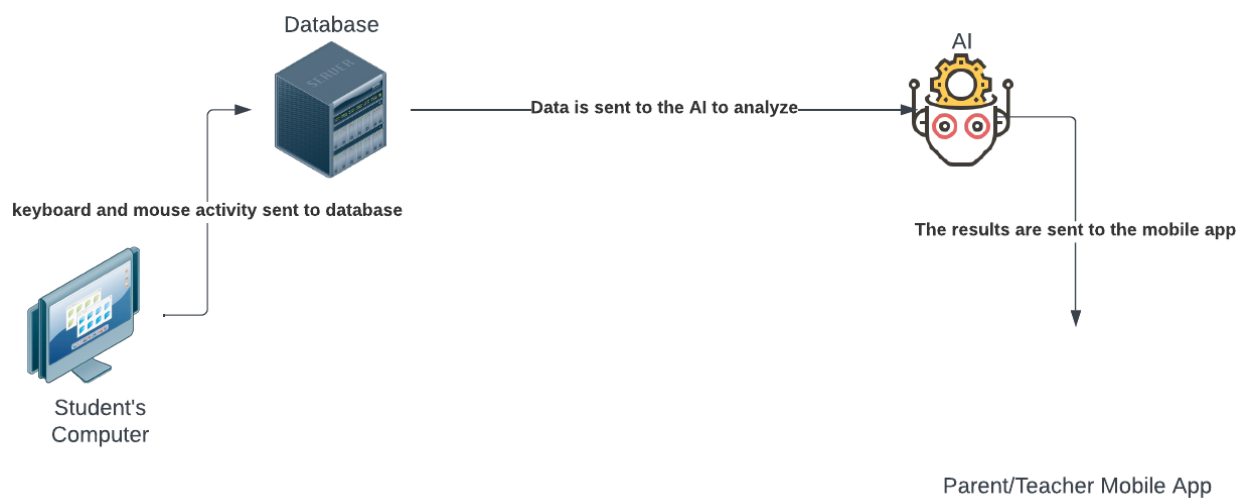 Database
SERVER
AI
Data is sent to the AI to analyze
keyboard and mouse activity sent to database
The results are sent to the mobile app
Student's
Computer
Parent/Teacher Mobile App